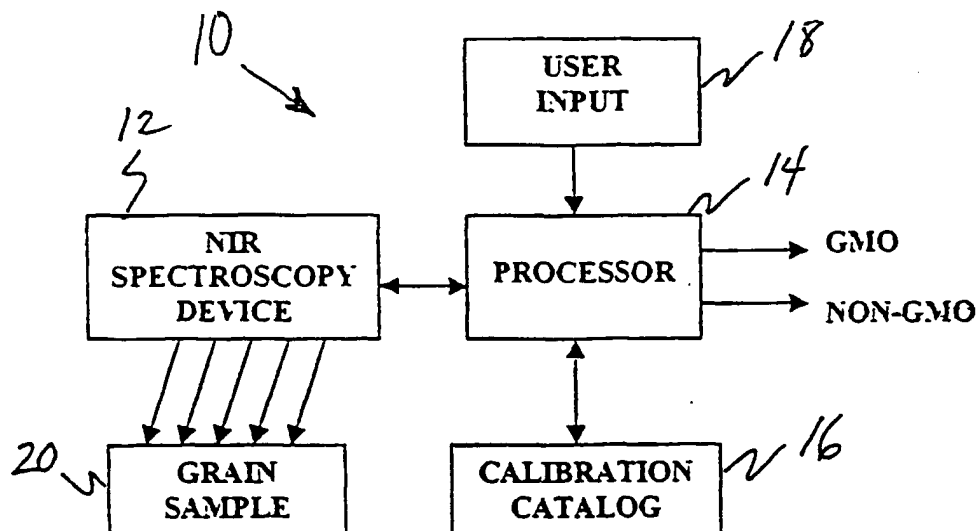 10
18
USER
INPUT
12
14
NIR
SPECTROSCOPY
DEVICE
PROCESSOR
GMO
NON-GMO
20
GRAIN
SAMPLE
CALIBRATION
CATALOG
16